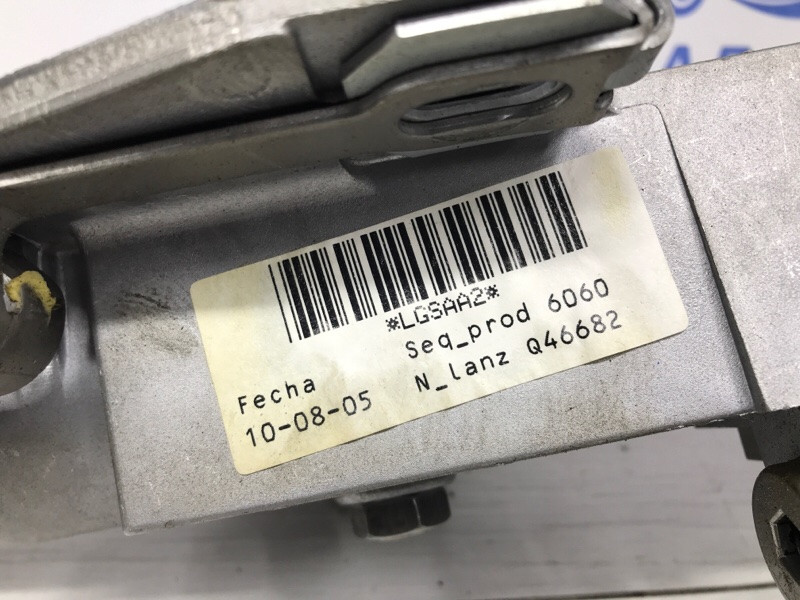 *LGSAA2*
Seq_prod 6060
Fecha N_lanz Q46682
10-08-05